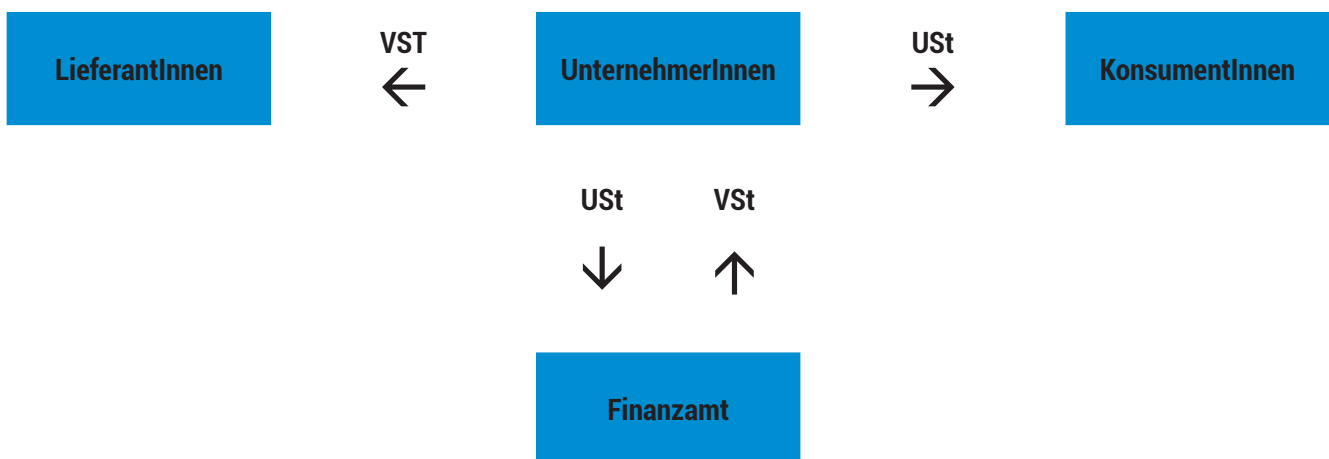 VST
USt
LieferantInnen
UnternehmerInnen
KonsumentInnen
USt
VSt
Finanzamt